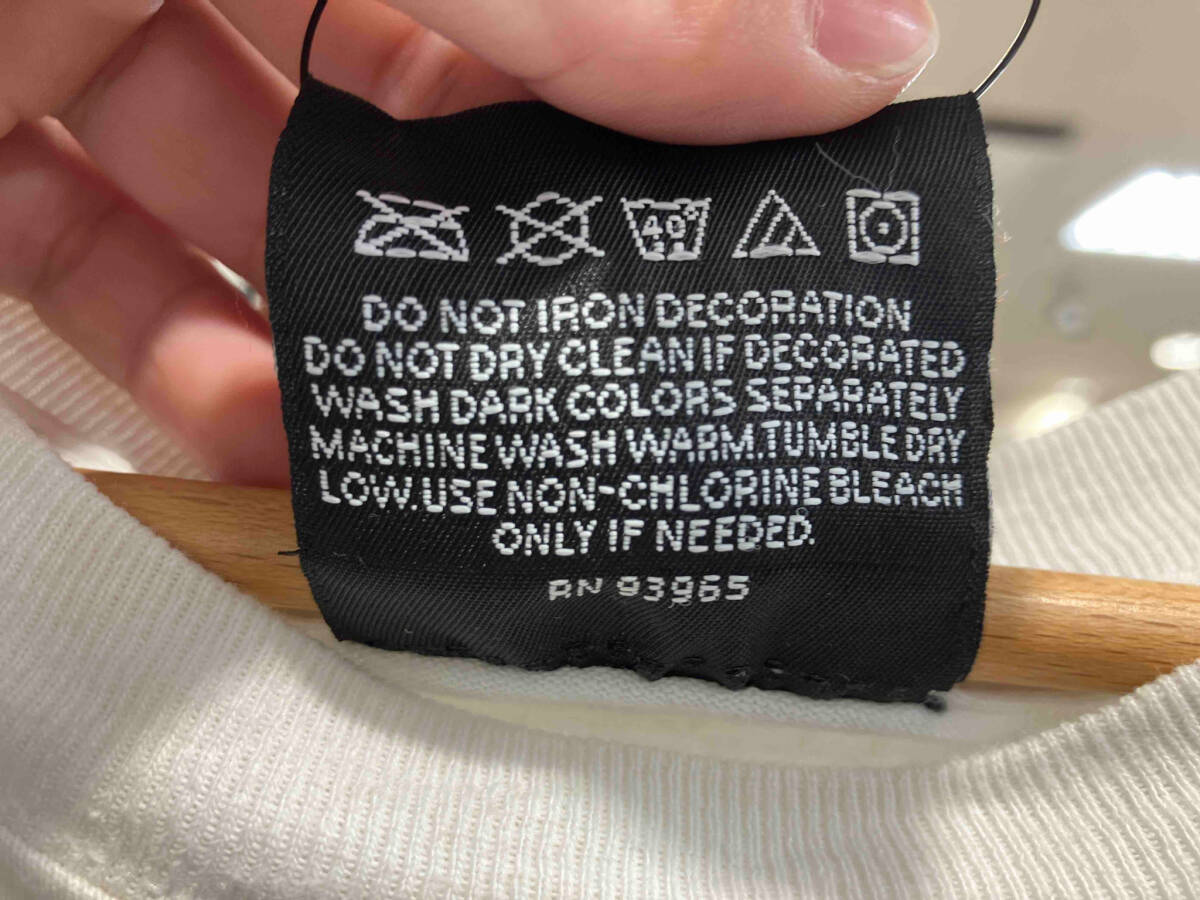 40°
DO NOT IRON DECORATION
DO NOT DRY CLEAN IF DECORATED
WASH DARK COLORS SEPARATELY
MACHINE WASH WARM.TUMBLE DRY
LOW.USE NON-CHLORINE BLEACH
ONLY IF NEEDED.
RN 93965